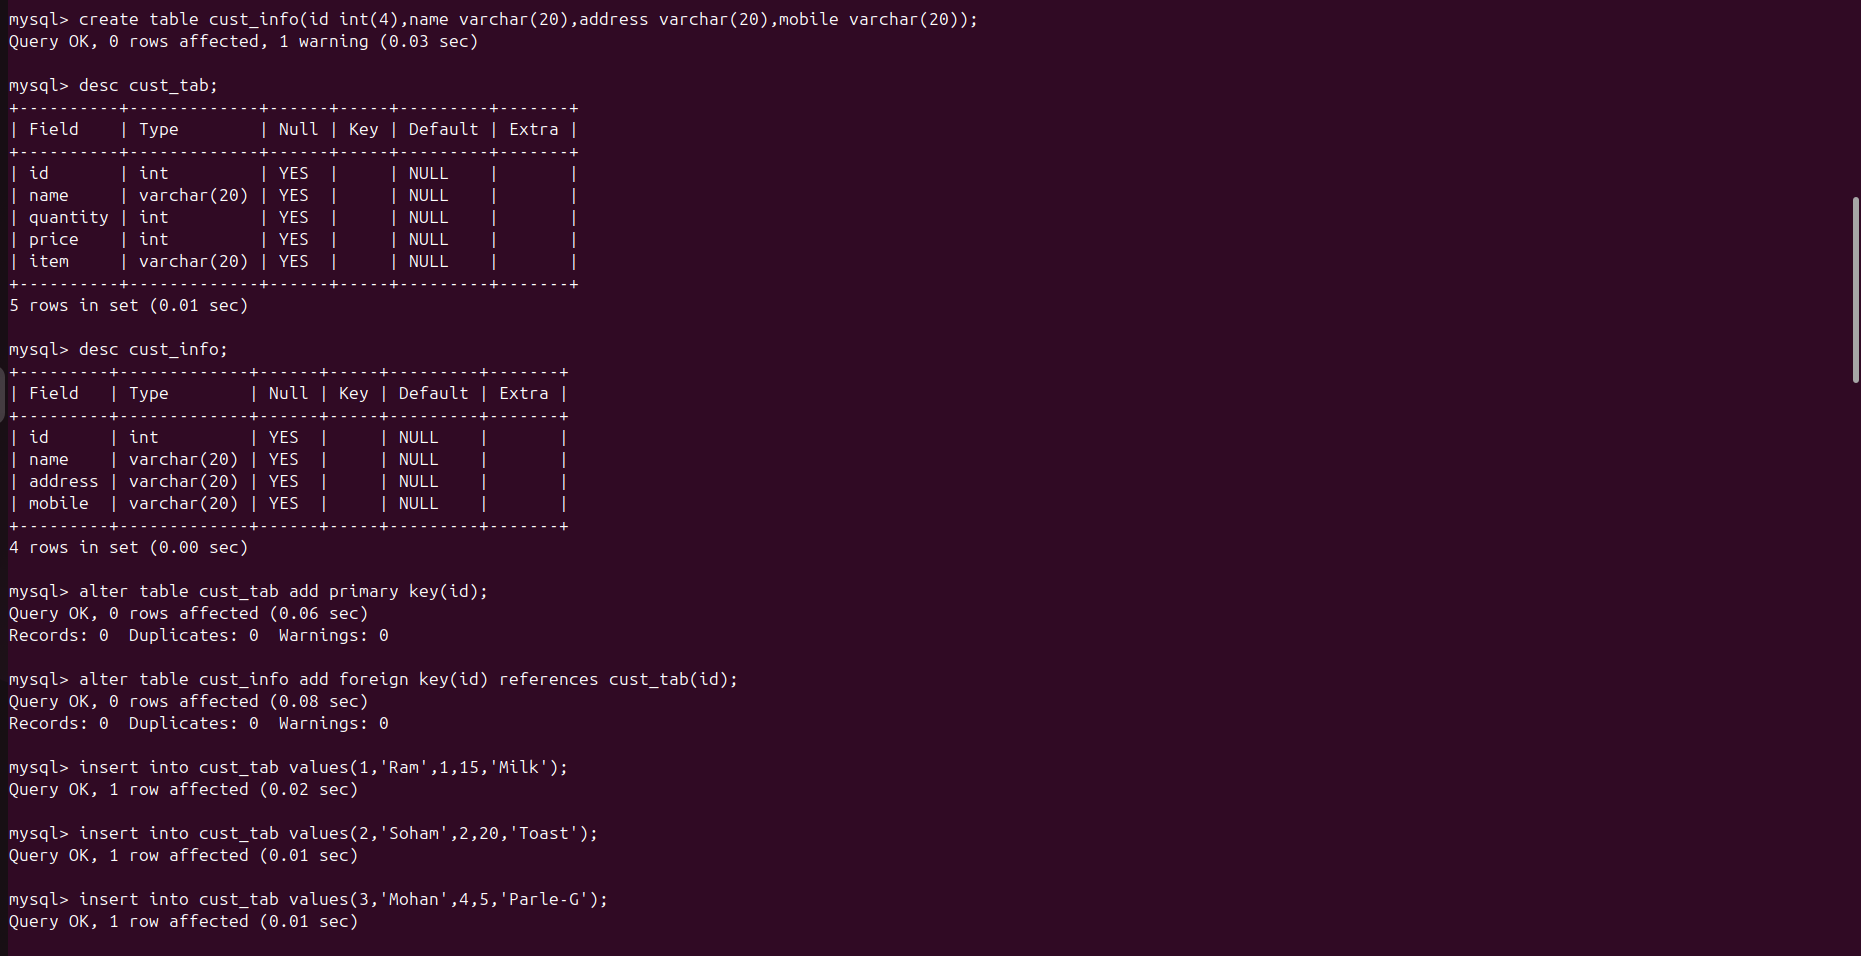 mysql> create table cust_info(id int(4),name varchar(20),address varchar(20),mobile varchar(20));
Query OK, 0 rows affected, 1 warning (0.03 sec)

mysql> desc cust_tab;
+----------+-------------+------+-----+---------+-------+
| Field    | Type        | Null | Key | Default | Extra |
+----------+-------------+------+-----+---------+-------+
| id       | int         | YES  |     | NULL    |       |
| name     | varchar(20) | YES  |     | NULL    |       |
| quantity | int         | YES  |     | NULL    |       |
| price    | int         | YES  |     | NULL    |       |
| item     | varchar(20) | YES  |     | NULL    |       |
+----------+-------------+------+-----+---------+-------+
5 rows in set (0.01 sec)

mysql> desc cust_info;
+---------+-------------+------+-----+---------+-------+
| Field   | Type        | Null | Key | Default | Extra |
+---------+-------------+------+-----+---------+-------+
| id      | int         | YES  |     | NULL    |       |
| name    | varchar(20) | YES  |     | NULL    |       |
| address | varchar(20) | YES  |     | NULL    |       |
| mobile  | varchar(20) | YES  |     | NULL    |       |
+---------+-------------+------+-----+---------+-------+
4 rows in set (0.00 sec)

mysql> alter table cust_tab add primary key(id);
Query OK, 0 rows affected (0.06 sec)
Records: 0  Duplicates: 0  Warnings: 0

mysql> alter table cust_info add foreign key(id) references cust_tab(id);
Query OK, 0 rows affected (0.08 sec)
Records: 0  Duplicates: 0  Warnings: 0

mysql> insert into cust_tab values(1,'Ram',1,15,'Milk');
Query OK, 1 row affected (0.02 sec)

mysql> insert into cust_tab values(2,'Soham',2,20,'Toast');
Query OK, 1 row affected (0.01 sec)

mysql> insert into cust_tab values(3,'Mohan',4,5,'Parle-G');
Query OK, 1 row affected (0.01 sec)